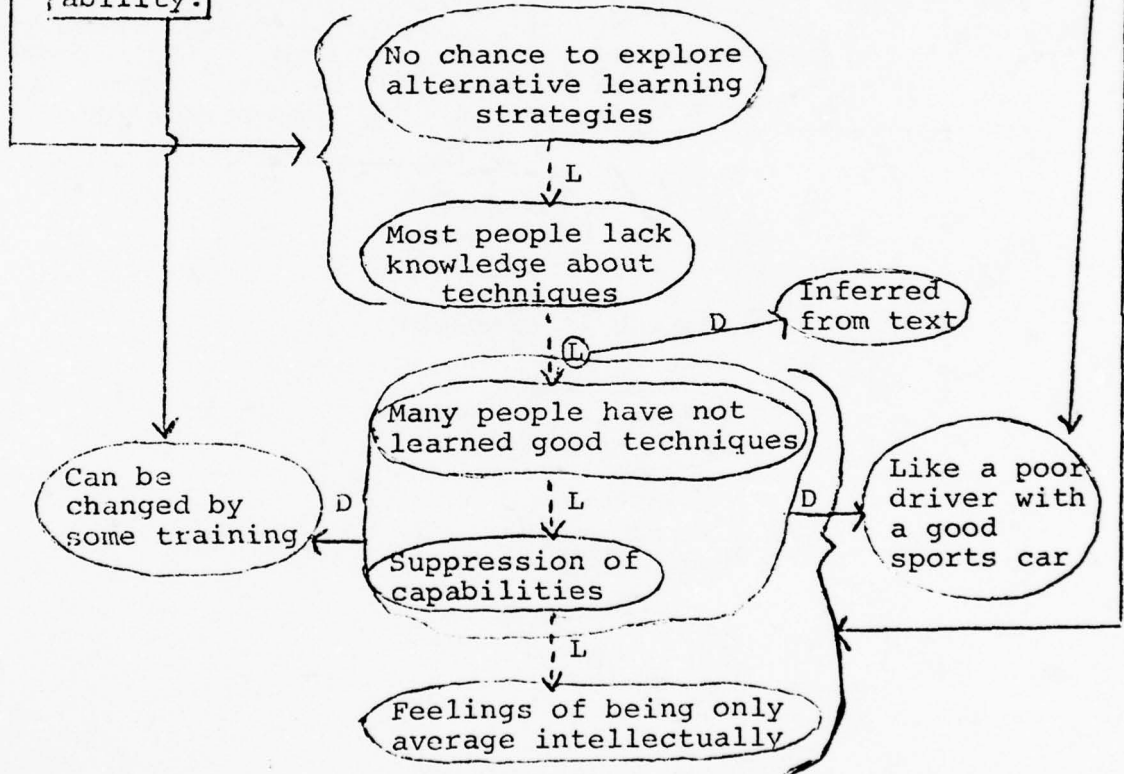 ability.
No chance to explore
alternative learning
strategies
L
Most people lack
knowledge about
techniques
Inferred
from text
D
L
Many people have not
learned good techniques
Can be
changed by
some training
D
L
D
Like a poor
driver with
a good
sports car
Suppression of
capabilities
L
Feelings of being only
average intellectually